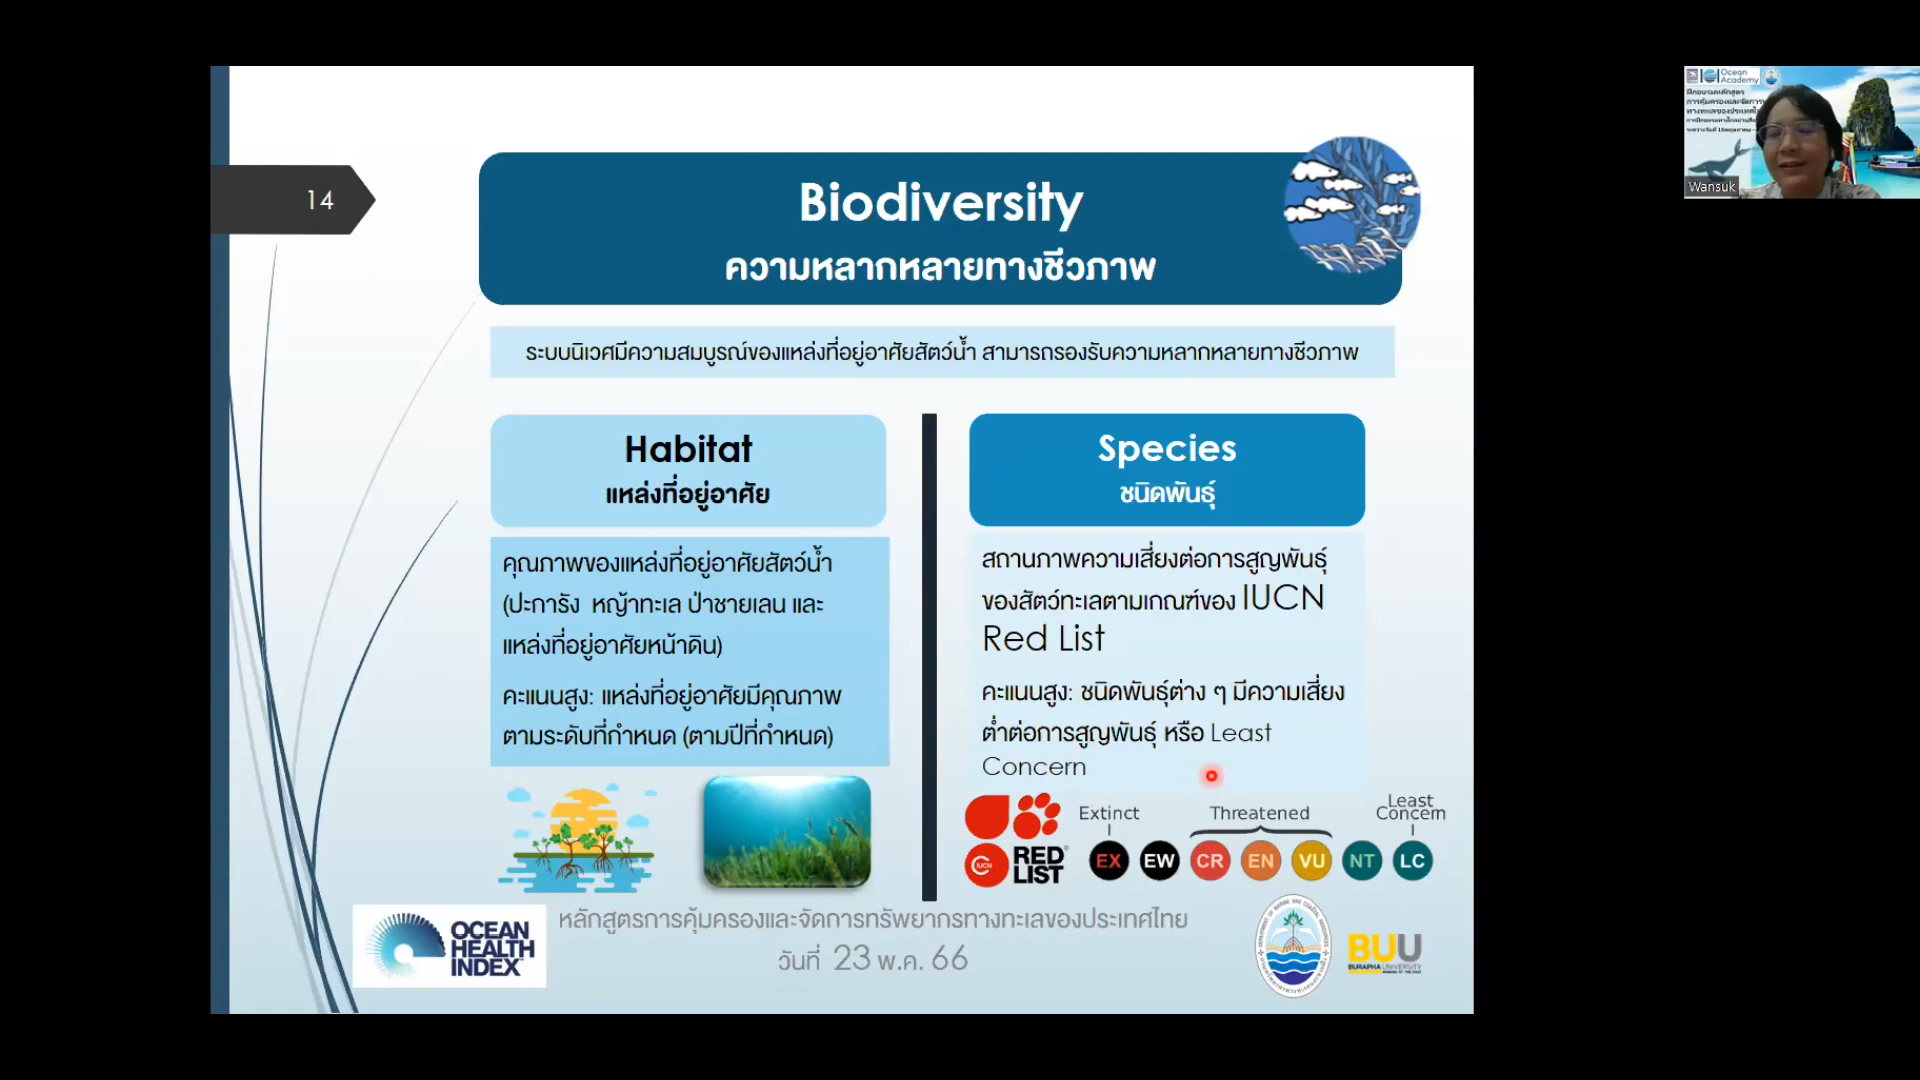 14
Biodiversity
ความหลากหลายทางชีวภาพ
ระบบนิเวศมีความสมบูรณ์ของแหล่งที่อยู่อาศัยสัตว์น้ำ สามารถรองรับความหลากหลายทางชีวภาพ
Habitat
แหล่งที่อยู่อาศัย
คุณภาพของแหล่งที่อยู่อาศัยสัตว์น้ำ
(ปะการัง หญ้าทะเล ป่าชายเลน และ
แหล่งที่อยู่อาศัยหน้าดิน)
คะแนนสูง: แหล่งที่อยู่อาศัยมีคุณภาพ
ตามระดับที่กำหนด (ตามปีที่กำหนด)
Species
ชนิดพันธุ์
สถานภาพความเสี่ยงต่อการสูญพันธุ์
ของสัตว์ทะเลตามเกณฑ์ของ IUCN
Red List
คะแนนสูง: ชนิดพันธุ์ต่าง ๆ มีความเสี่ยง
ต่ำต่อการสูญพันธุ์ หรือ Least
Concern
Extinct
Threatened
Least
Concern
IUCN
RED
LIST
EX EW CR EN VU NT LC
OCEAN
HEALTH
INDEX
หลักสูตรการคุ้มครองและจัดการทรัพยากรทางทะเลของประเทศไทย
วันที่ 23 พ.ค. 66
BUU
BURAPHA UNIVERSITY
Ocean
Academy
Wansuk